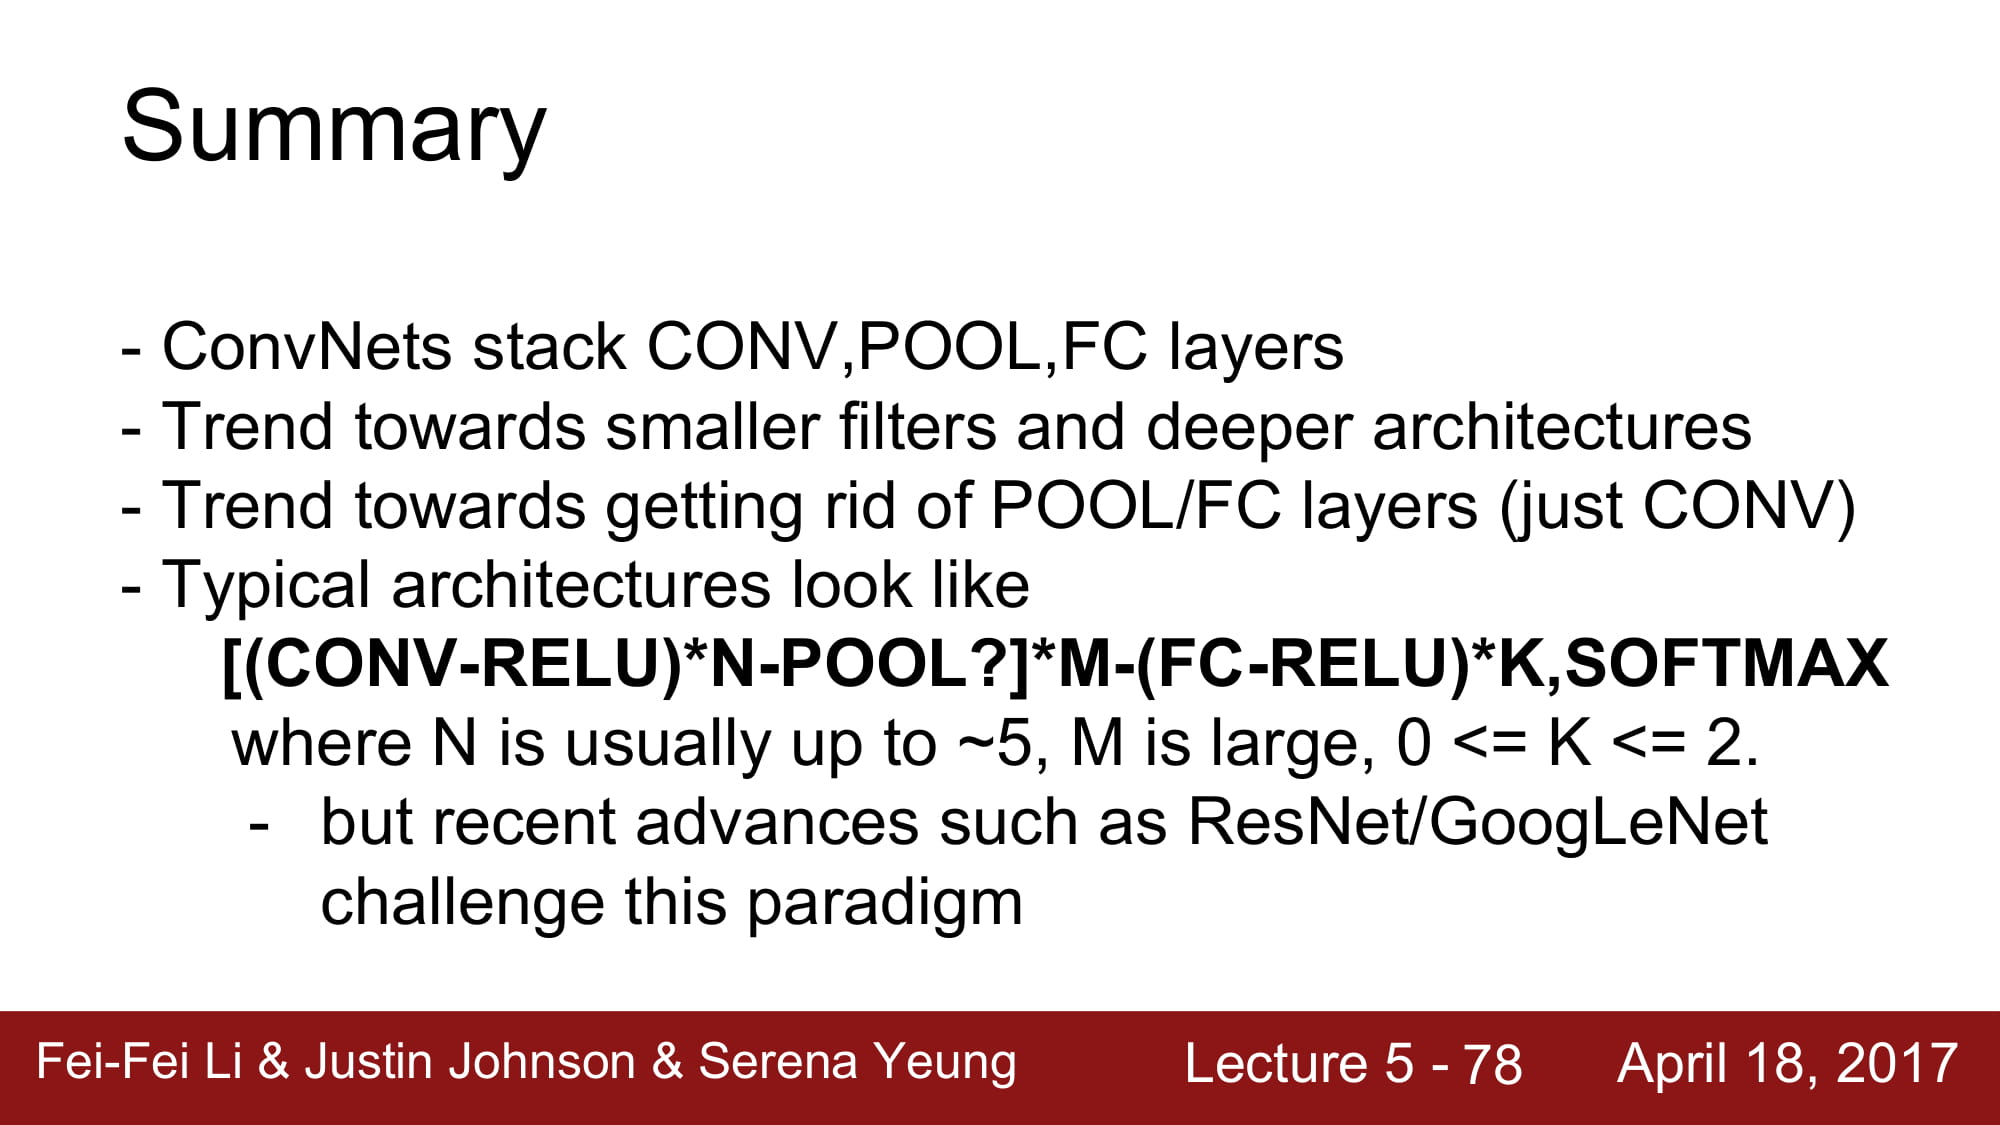 Summary
- ConvNets stack CONV,POOL,FC layers
- Trend towards smaller filters and deeper architectures
- Trend towards getting rid of POOL/FC layers (just CONV)
- Typical architectures look like
[(CONV-RELU)*N-POOL?]*M-(FC-RELU)*K,SOFTMAX
where N is usually up to ~5, M is large, 0 <= K <= 2.
- but recent advances such as ResNet/GoogLeNet
challenge this paradigm
Fei-Fei Li & Justin Johnson & Serena Yeung Lecture 5 - 78 April 18, 2017